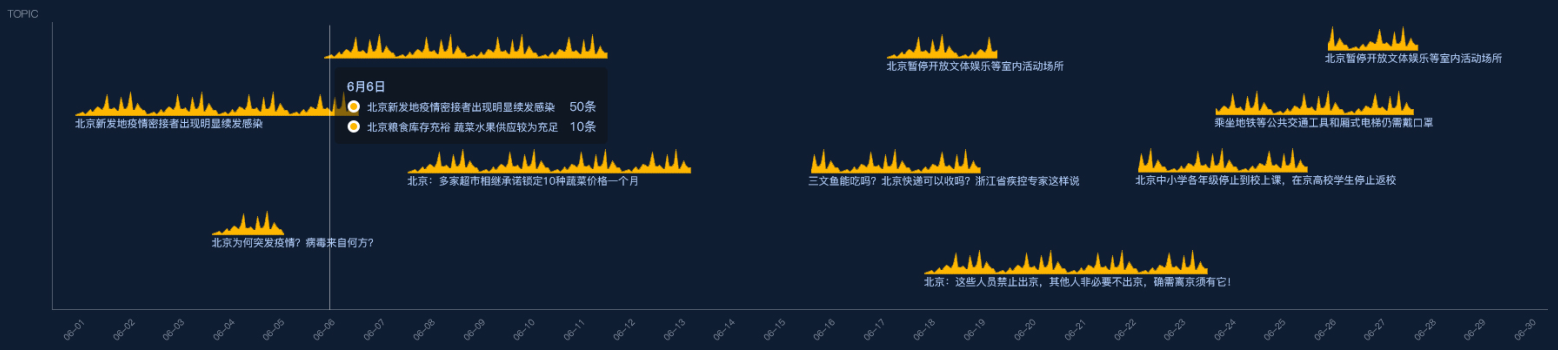 TOPIC
北京暂停开放文体娱乐等室内活动场所
北京暂停开放文体娱乐等室内活动场所
6月6日
北京新发地疫情密接者出现明显续发感染 50条
北京粮食库存充裕 蔬菜水果供应较为充足 10条
北京新发地疫情密接者出现明显续发感染
乘坐地铁等公共交通工具和厢式电梯仍需戴口罩
北京：多家超市相继承诺锁定10种蔬菜价格一个月
三文鱼能吃吗？北京快递可以收吗？浙江省疾控专家这样说
北京中小学各年级停止到校上课，在京高校学生停止返校
北京为何突发疫情？病毒来自何方？
北京：这些人员禁止出京，其他人非必要不出京，确需离京须有它！
06-01 06-02 06-03 06-04 06-05 06-06 06-07 06-08 06-09 06-10 06-11 06-12 06-13 06-14 06-15 06-16 06-17 06-18 06-19 06-20 06-21 06-22 06-23 06-24 06-25 06-26 06-27 06-28 06-29 06-30